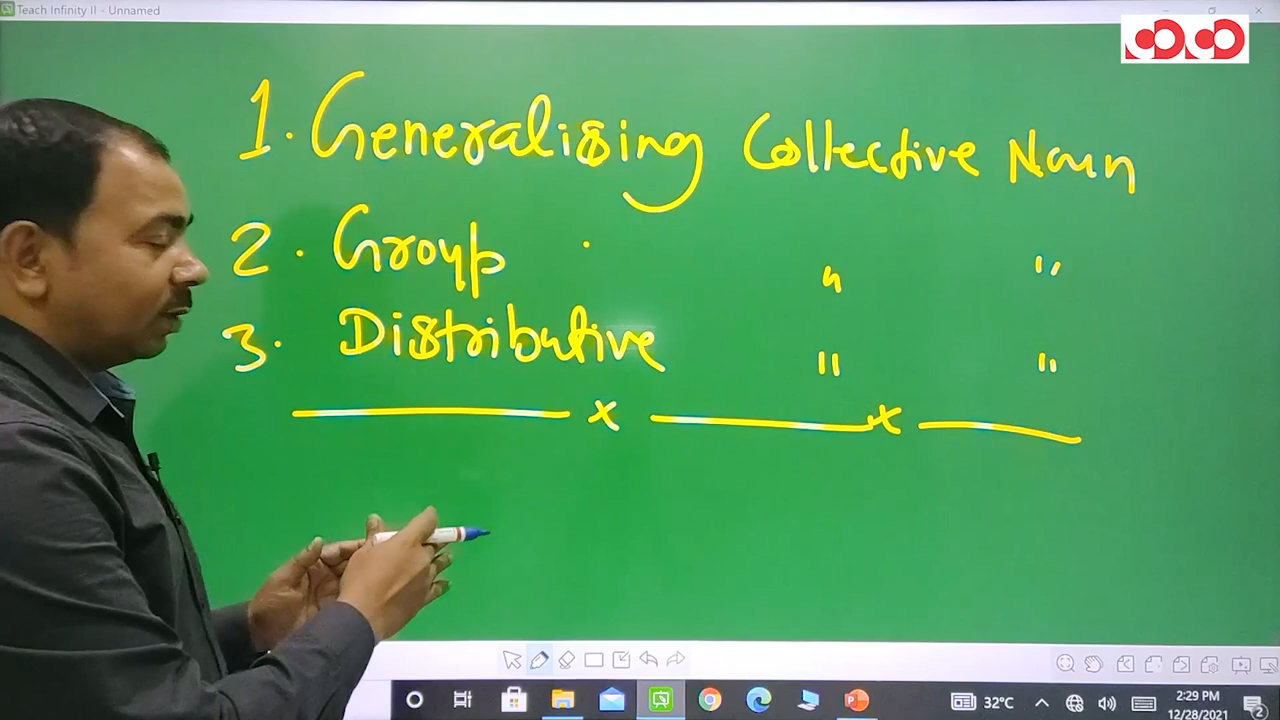 Teach Infinity II - Unnamed
1. Generalising Collective Noun
2. Group " "
3. Distributive " "
x x
32°C
2:29 PM
12/28/2021
2